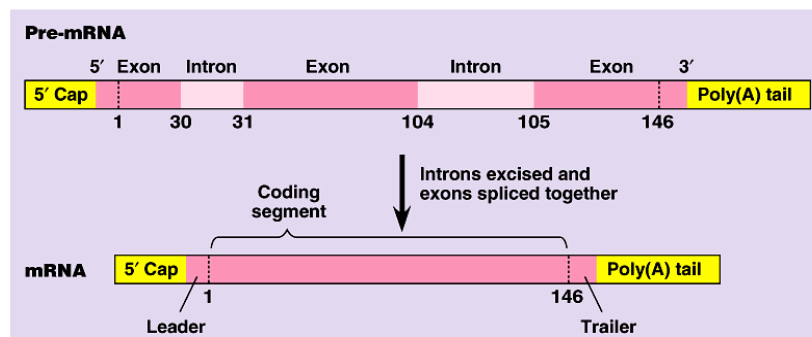 Pre-mRNA
5′ Exon Intron Exon Intron Exon 3′
5′ Cap Poly(A) tail
1 30 31 104 105 146
Introns excised and
exons spliced together
Coding
segment
mRNA
5′ Cap Poly(A) tail
1 146
Leader Trailer